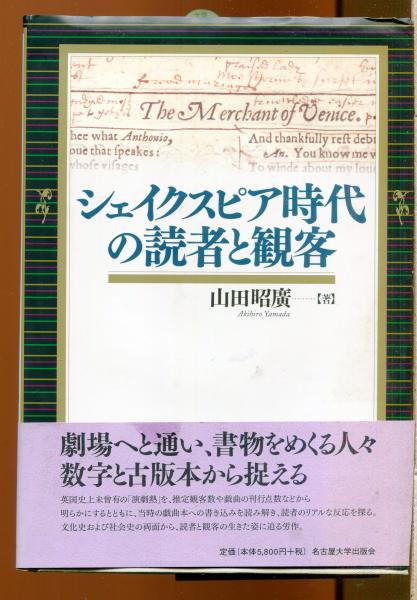 The Merchant of Venice.
hee what Anthonio,
oue that speakes:
whose visages
And thankfully rest debt
An. You know me w
To winde about my loue
シェイクスピア時代
の読者と観客
山田昭廣………【著】
Akihiro Yamada
劇場へと通い、書物をめくる人々
数字と古版本から捉える
英国史上未曾有の「演劇熱」を、推定観客数や戯曲の刊行点数などから
明らかにするとともに、当時の戯曲本への書き込みを読み解き、読者のリアルな反応を探る。
文化史および社会史の両面から、読者と観客の生きた姿に迫る労作。
定価(本体5,800円+税) 名古屋大学出版会